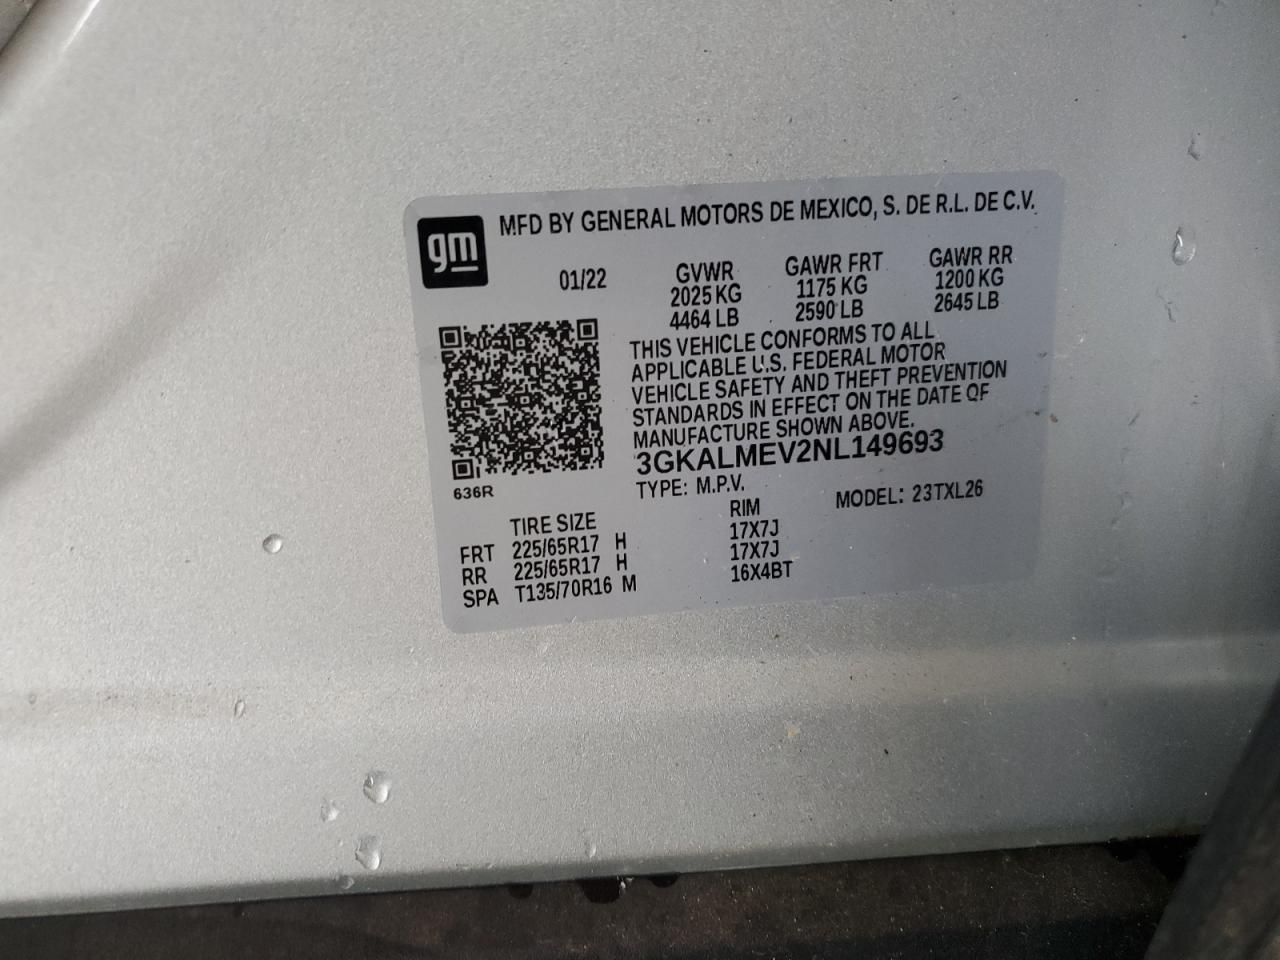 gm
MFD BY GENERAL MOTORS DE MEXICO, S. DE R.L. DE C.V.
01/22 GVWR GAWR FRT GAWR RR
2025 KG 1175 KG 1200 KG
4464 LB 2590 LB 2645 LB
THIS VEHICLE CONFORMS TO ALL
APPLICABLE U.S. FEDERAL MOTOR
VEHICLE SAFETY AND THEFT PREVENTION
STANDARDS IN EFFECT ON THE DATE OF
MANUFACTURE SHOWN ABOVE.
3GKALMEV2NL149693
636R
TYPE: M.P.V. MODEL: 23TXL26
TIRE SIZE RIM
FRT 225/65R17 H 17X7J
RR 225/65R17 H 17X7J
SPA T135/70R16 M 16X4BT